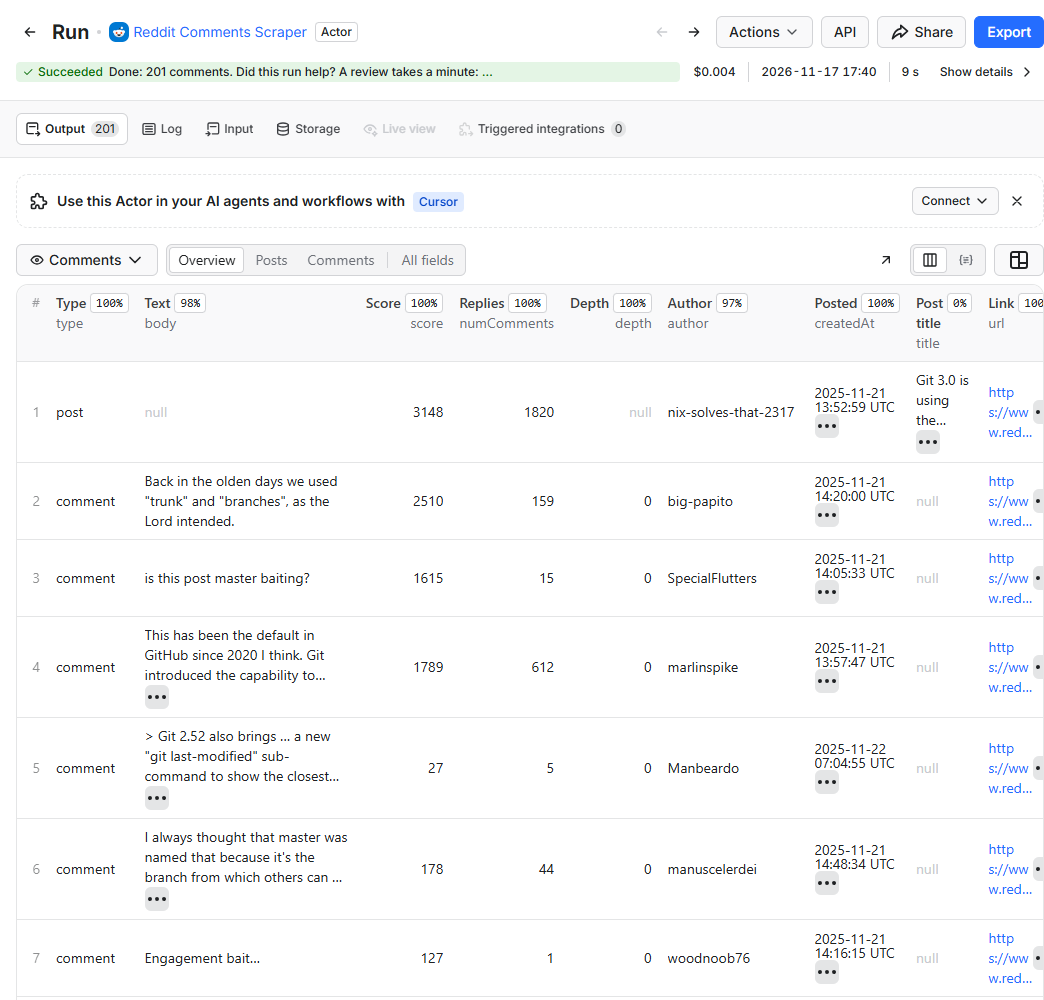 Run · Reddit Comments Scraper Actor Actions API Share Export
Succeeded Done: 201 comments. Did this run help? A review takes a minute: ... $0.004 2026-11-17 17:40 9 s Show details
Output 201 Log Input Storage Live view Triggered integrations 0
Use this Actor in your AI agents and workflows with Cursor Connect
Comments Overview Posts Comments All fields
# Type 100% Text 98% Score 100% Replies 100% Depth 100% Author 97% Posted 100% Post 0% Link 100
type body score numComments depth author createdAt title url
title
1 post null 3148 1820 null nix-solves-that-2317 2025-11-21
13:52:59 UTC
Git 3.0 is
using
the...
http
s://ww
w.red...
2 comment Back in the olden days we used
"trunk" and "branches", as the
Lord intended.
2510 159 0 big-papito 2025-11-21
14:20:00 UTC
null http
s://ww
w.red...
3 comment is this post master baiting? 1615 15 0 SpecialFlutters 2025-11-21
14:05:33 UTC
null http
s://ww
w.red...
4 comment This has been the default in
GitHub since 2020 I think. Git
introduced the capability to...
1789 612 0 marlinspike 2025-11-21
13:57:47 UTC
null http
s://ww
w.red...
5 comment > Git 2.52 also brings ... a new
"git last-modified" sub-
command to show the closest...
27 5 0 Manbeardo 2025-11-22
07:04:55 UTC
null http
s://ww
w.red...
6 comment I always thought that master was
named that because it's the
branch from which others can ...
178 44 0 manuscelerdei 2025-11-21
14:48:34 UTC
null http
s://ww
w.red...
7 comment Engagement bait... 127 1 0 woodnoob76 2025-11-21
14:16:15 UTC
null http
s://ww
w.red...